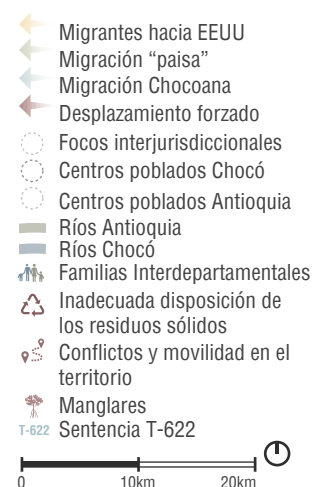 Migrantes hacia EEUU
Migración “paisa”
Migración Chocoana
Desplazamiento forzado
Focos interjurisdiccionales
Centros poblados Chocó
Centros poblados Antioquia
Ríos Antioquia
Ríos Chocó
Familias Interdepartamentales
Inadecuada disposición de
los residuos sólidos
Conflictos y movilidad en el
territorio
Manglares
T-622 Sentencia T-622
0 10km 20km